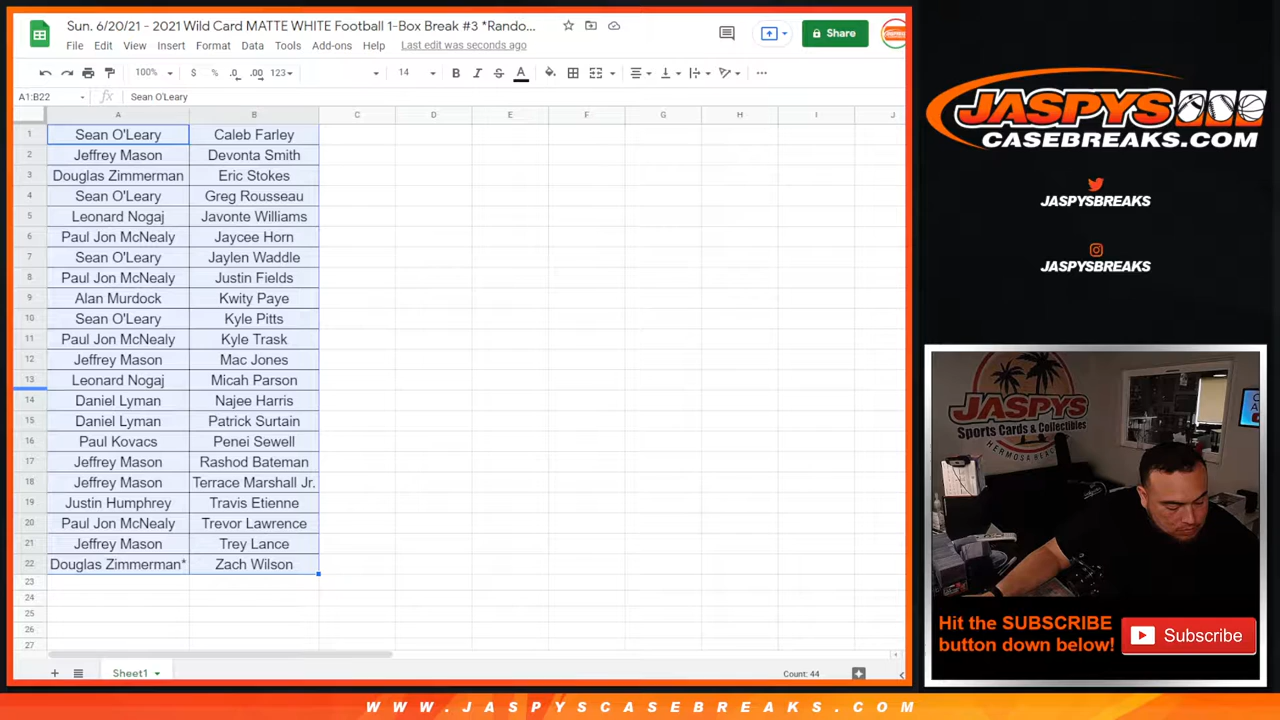 Sun. 6/20/21 - 2021 Wild Card MATTE WHITE Football 1-Box Break #3 *Rando...
File Edit View Insert Format Data Tools Add-ons Help Last edit was seconds ago
Share
100% $ % .0 .00 123 14 B I S A
A1:B22 fx Sean O'Leary
A B C D E F G H I J
1 Sean O'Leary Caleb Farley
2 Jeffrey Mason Devonta Smith
3 Douglas Zimmerman Eric Stokes
4 Sean O'Leary Greg Rousseau
5 Leonard Nogaj Javonte Williams
6 Paul Jon McNealy Jaycee Horn
7 Sean O'Leary Jaylen Waddle
8 Paul Jon McNealy Justin Fields
9 Alan Murdock Kwity Paye
10 Sean O'Leary Kyle Pitts
11 Paul Jon McNealy Kyle Trask
12 Jeffrey Mason Mac Jones
13 Leonard Nogaj Micah Parson
14 Daniel Lyman Najee Harris
15 Daniel Lyman Patrick Surtain
16 Paul Kovacs Penei Sewell
17 Jeffrey Mason Rashod Bateman
18 Jeffrey Mason Terrace Marshall Jr.
19 Justin Humphrey Travis Etienne
20 Paul Jon McNealy Trevor Lawrence
21 Jeffrey Mason Trey Lance
22 Douglas Zimmerman* Zach Wilson
23
24
25
26
27
Sheet1
Count: 44
JASPYS
CASEBREAKS.COM
JASPYSBREAKS
JASPYSBREAKS
JASPYS
Sports Cards & Collectibles
HERMOSA BEACH
Hit the SUBSCRIBE
button down below!
Subscribe
WWW.JASPYSCASEBREAKS.COM